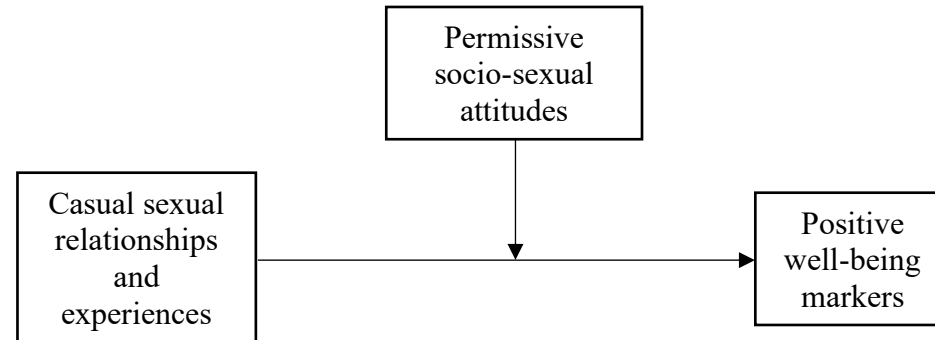 Permissive
socio-sexual
attitudes
Casual sexual
relationships
and
experiences
Positive
well-being
markers